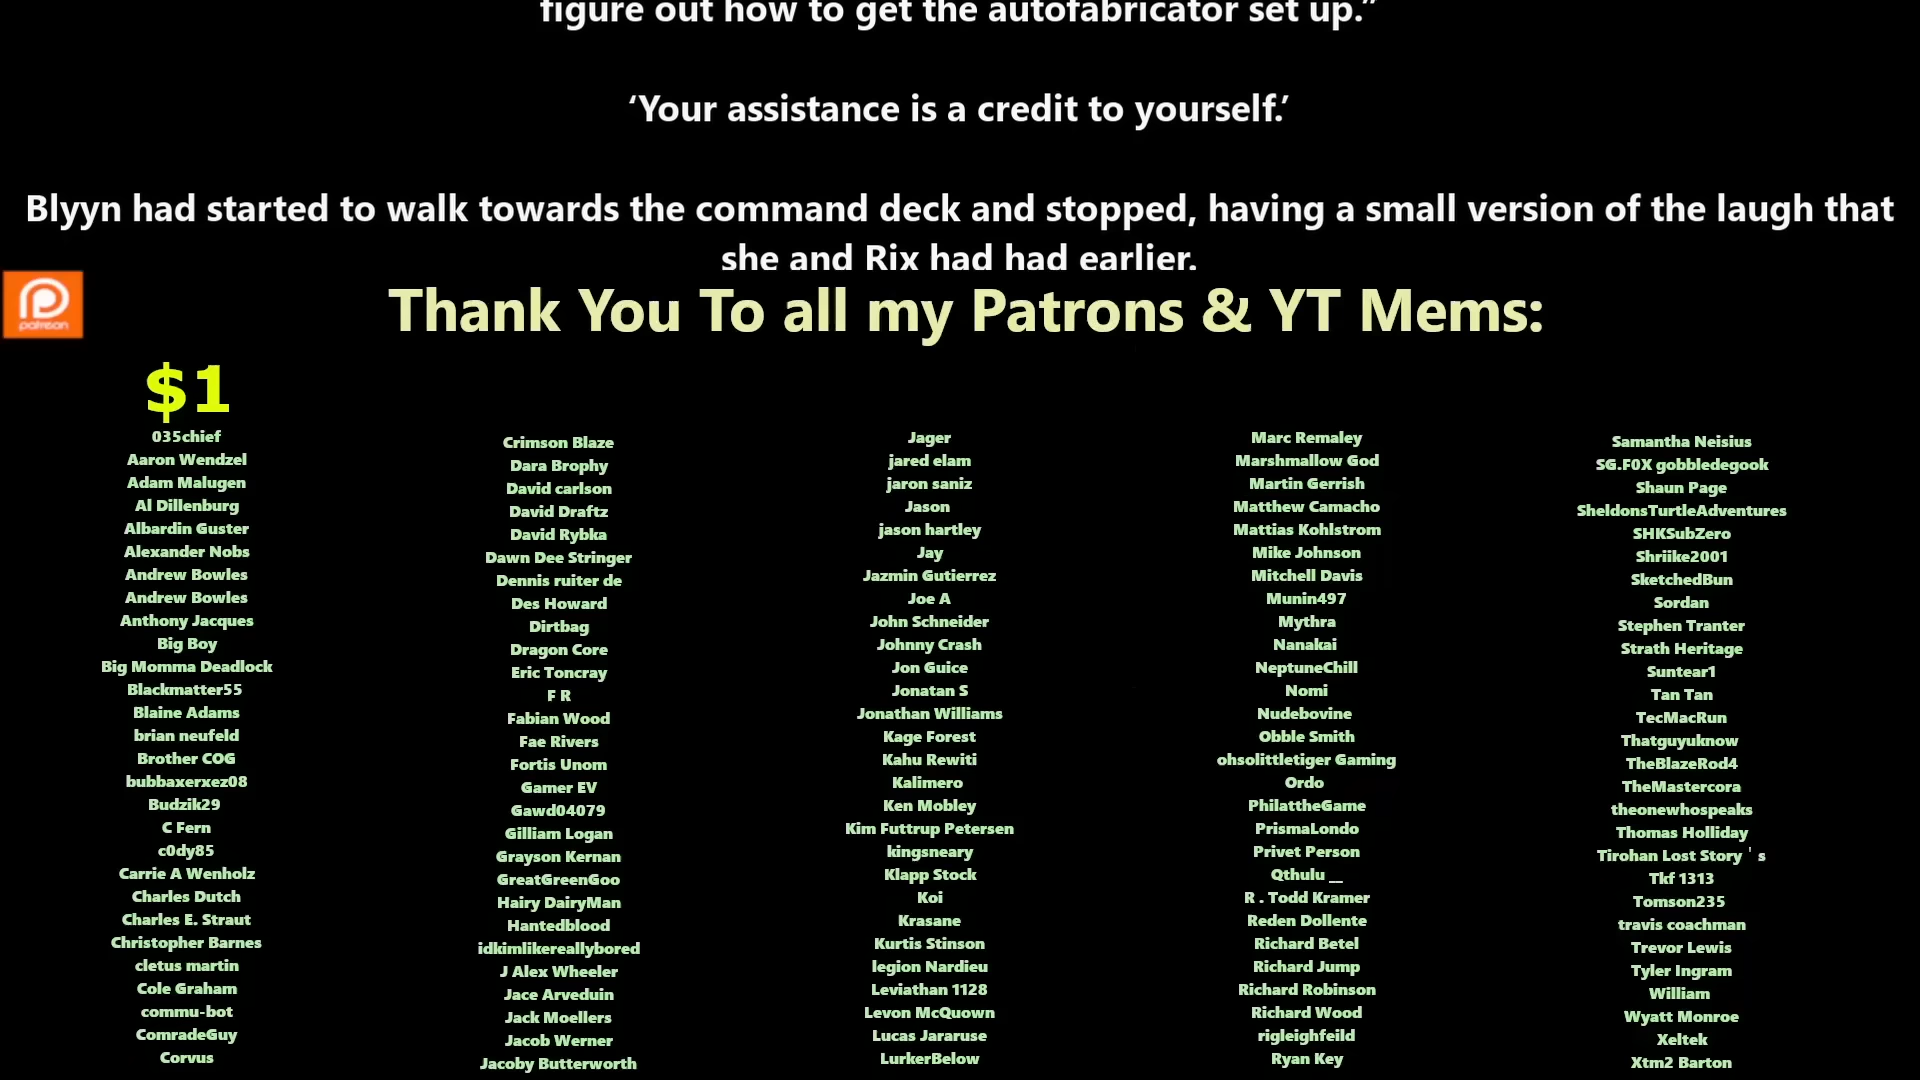 figure out how to get the autofabricator set up.”
‘Your assistance is a credit to yourself.’
Blyyn had started to walk towards the command deck and stopped, having a small version of the laugh that
she and Rix had had earlier.
patreon
Thank You To all my Patrons & YT Mems:
$1
035chief
Aaron Wendzel
Adam Malugen
Al Dillenburg
Albardin Guster
Alexander Nobs
Andrew Bowles
Andrew Bowles
Anthony Jacques
Big Boy
Big Momma Deadlock
Blackmatter55
Blaine Adams
brian neufeld
Brother COG
bubbaxerxez08
Budzik29
C Fern
c0dy85
Carrie A Wenholz
Charles Dutch
Charles E. Straut
Christopher Barnes
cletus martin
Cole Graham
commu-bot
ComradeGuy
Corvus
Crimson Blaze
Dara Brophy
David carlson
David Draftz
David Rybka
Dawn Dee Stringer
Dennis ruiter de
Des Howard
Dirtbag
Dragon Core
Eric Toncray
F R
Fabian Wood
Fae Rivers
Fortis Unom
Gamer EV
Gawd04079
Gilliam Logan
Grayson Kernan
GreatGreenGoo
Hairy DairyMan
Hantedblood
idkimlikereallybored
J Alex Wheeler
Jace Arveduin
Jack Moellers
Jacob Werner
Jacoby Butterworth
Jager
jared elam
jaron saniz
Jason
jason hartley
Jay
Jazmin Gutierrez
Joe A
John Schneider
Johnny Crash
Jon Guice
Jonatan S
Jonathan Williams
Kage Forest
Kahu Rewiti
Kalimero
Ken Mobley
Kim Futtrup Petersen
kingsneary
Klapp Stock
Koi
Krasane
Kurtis Stinson
legion Nardieu
Leviathan 1128
Levon McQuown
Lucas Jararuse
LurkerBelow
Marc Remaley
Marshmallow God
Martin Gerrish
Matthew Camacho
Mattias Kohlstrom
Mike Johnson
Mitchell Davis
Munin497
Mythra
Nanakai
NeptuneChill
Nomi
Nudebovine
Obble Smith
ohsolittletiger Gaming
Ordo
PhilattheGame
PrismaLondo
Privet Person
Qthulu __
R . Todd Kramer
Reden Dollente
Richard Betel
Richard Jump
Richard Robinson
Richard Wood
rigleighfeild
Ryan Key
Samantha Neisius
SG.F0X gobbledegook
Shaun Page
SheldonsTurtleAdventures
SHKSubZero
Shriike2001
SketchedBun
Sordan
Stephen Tranter
Strath Heritage
Suntear1
Tan Tan
TecMacRun
Thatguyuknow
TheBlazeRod4
TheMastercora
theonewhospeaks
Thomas Holliday
Tirohan Lost Story ' s
Tkf 1313
Tomson235
travis coachman
Trevor Lewis
Tyler Ingram
William
Wyatt Monroe
Xeltek
Xtm2 Barton